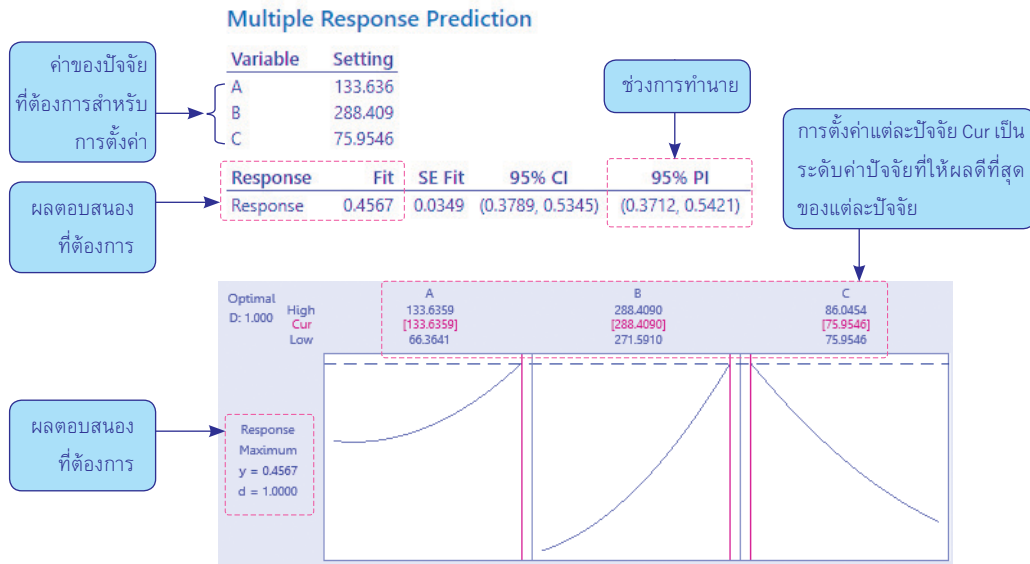 Multiple Response Prediction
ค่าของปัจจัย
ที่ต้องการสำหรับ
การตั้งค่า
Variable Setting
A 133.636
B 288.409
C 75.9546
ช่วงการทำนาย
การตั้งค่าแต่ละปัจจัย Cur เป็น
ระดับค่าปัจจัยที่ให้ผลดีที่สุด
ของแต่ละปัจจัย
ผลตอบสนอง
ที่ต้องการ
Response Fit SE Fit 95% CI 95% PI
Response 0.4567 0.0349 (0.3789, 0.5345) (0.3712, 0.5421)
Optimal
D: 1.000
High
Cur
Low
A
133.6359
[133.6359]
66.3641
B
288.4090
[288.4090]
271.5910
C
86.0454
[75.9546]
75.9546
ผลตอบสนอง
ที่ต้องการ
Response
Maximum
y = 0.4567
d = 1.0000